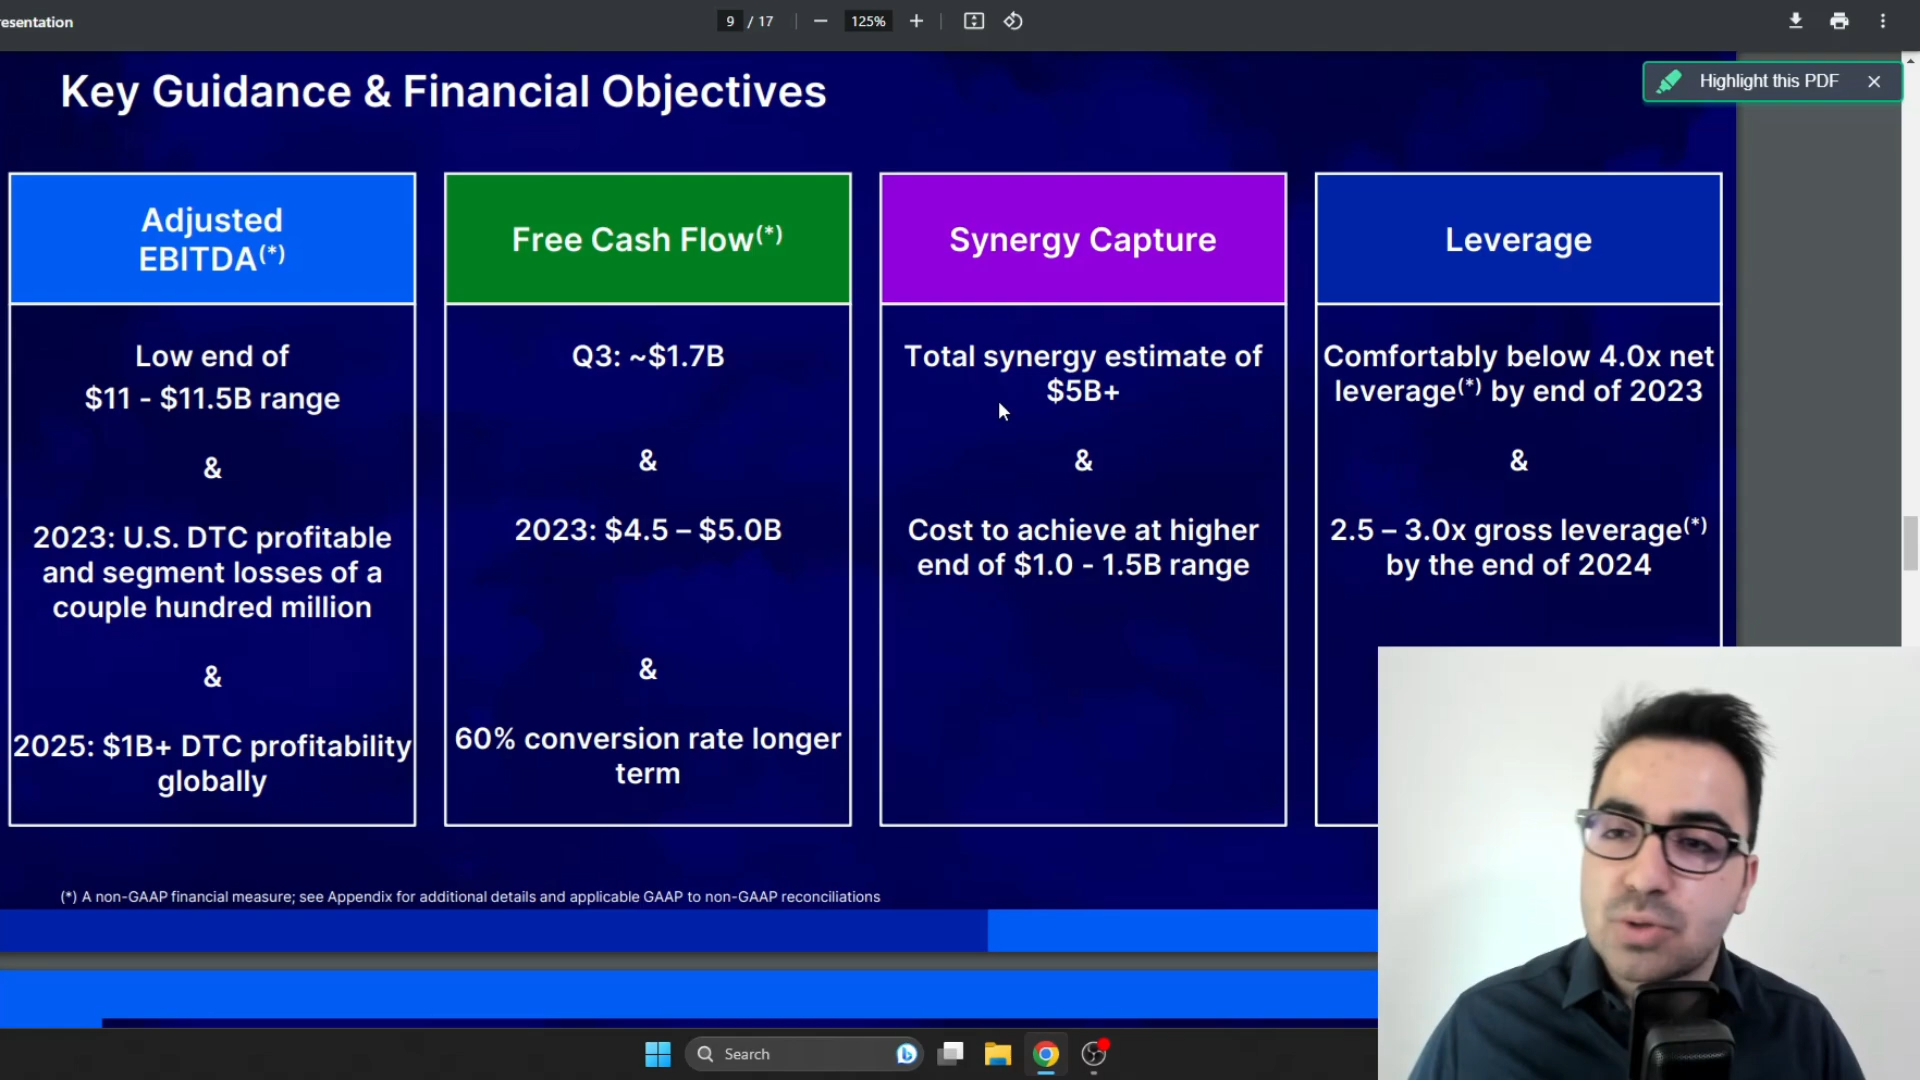 esentation
9 / 17
125%
Highlight this PDF
Key Guidance & Financial Objectives
Adjusted
EBITDA(*)
Low end of
$11 - $11.5B range
&
2023: U.S. DTC profitable
and segment losses of a
couple hundred million
&
2025: $1B+ DTC profitability
globally
Free Cash Flow(*)
Q3: ~$1.7B
&
2023: $4.5 – $5.0B
&
60% conversion rate longer
term
Synergy Capture
Total synergy estimate of
$5B+
&
Cost to achieve at higher
end of $1.0 - 1.5B range
Leverage
Comfortably below 4.0x net
leverage(*) by end of 2023
&
2.5 – 3.0x gross leverage(*)
by the end of 2024
(*) A non-GAAP financial measure; see Appendix for additional details and applicable GAAP to non-GAAP reconciliations
Search